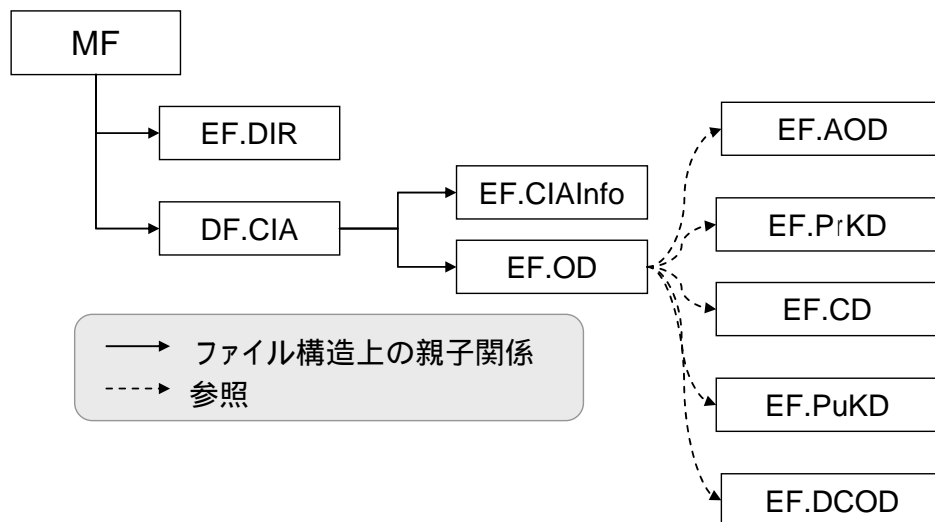 MF
EF.DIR
DF.CIA
EF.CIAInfo
EF.OD
EF.AOD
EF.PrKD
EF.CD
EF.PuKD
EF.DCOD
ファイル構造上の親子関係
参照